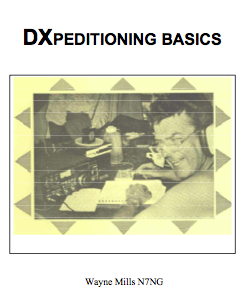 DXPEDITIONING BASICS
Wayne Mills N7NG